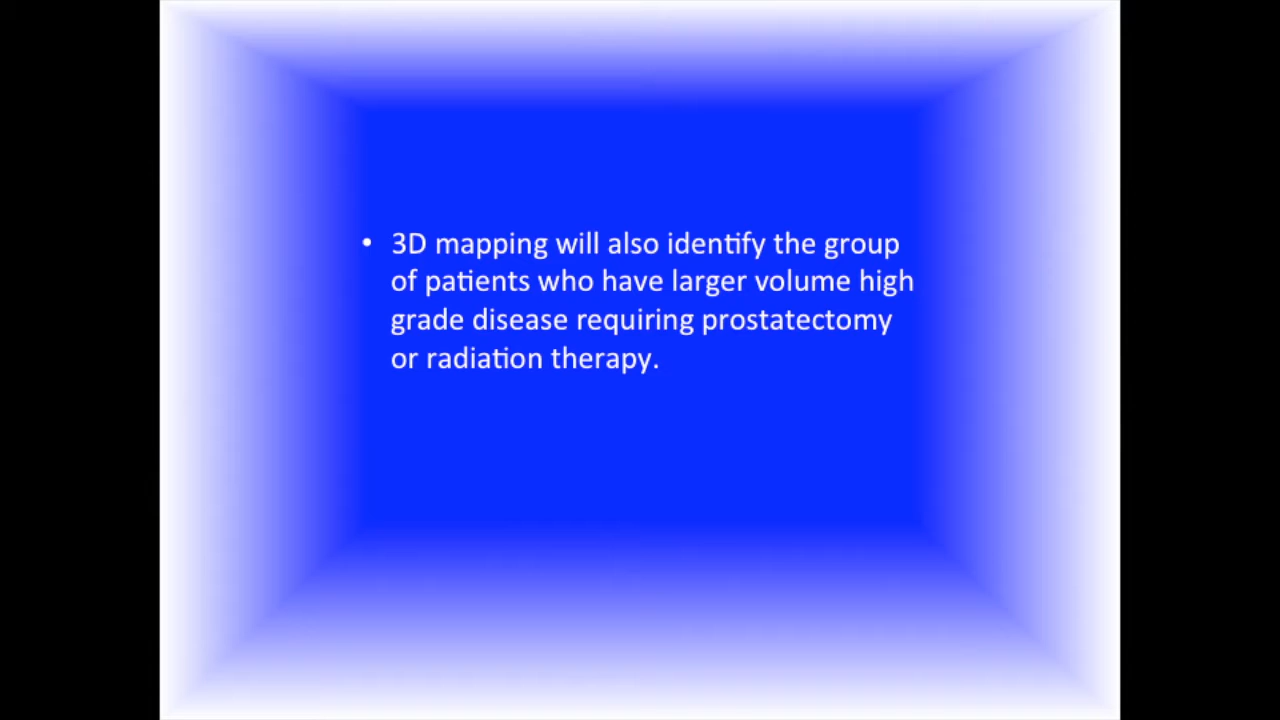 • 3D mapping will also identify the group
of patients who have larger volume high
grade disease requiring prostatectomy
or radiation therapy.